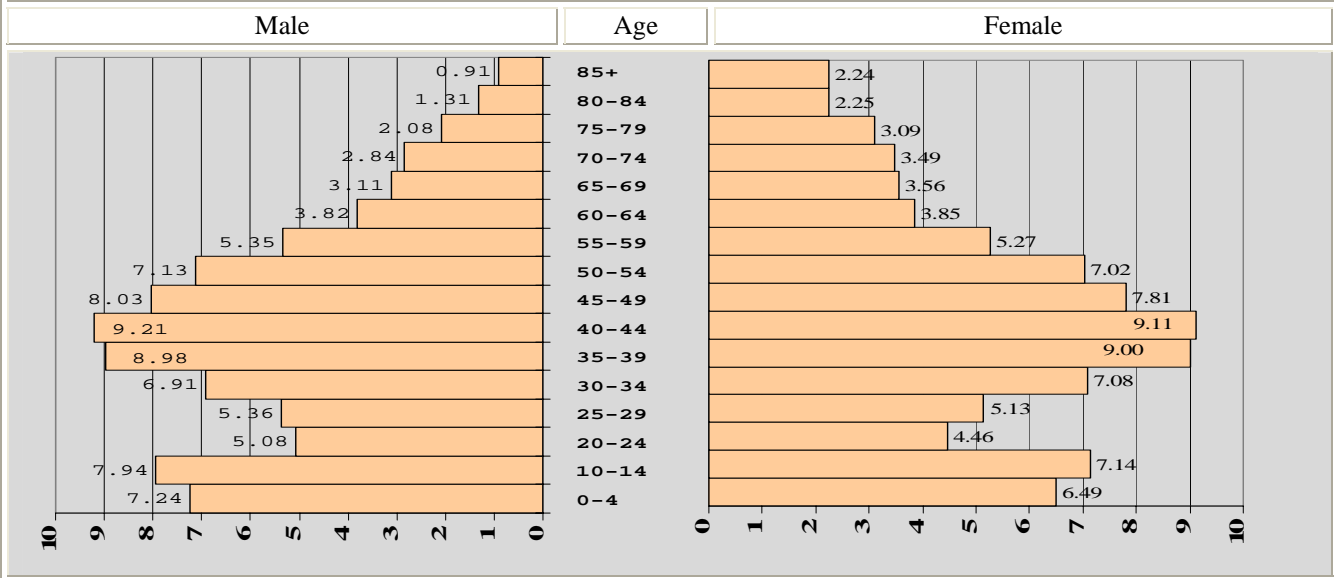 Male Age Female
0.91 85+ 2.24
1.31 80-84 2.25
2.08 75-79 3.09
2.84 70-74 3.49
3.11 65-69 3.56
3.82 60-64 3.85
5.35 55-59 5.27
7.13 50-54 7.02
8.03 45-49 7.81
9.21 40-44 9.11
8.98 35-39 9.00
6.91 30-34 7.08
5.36 25-29 5.13
5.08 20-24 4.46
7.94 10-14 7.14
7.24 0-4 6.49
10 9 8 7 6 5 4 3 2 1 0 0 1 2 3 4 5 6 7 8 9 10